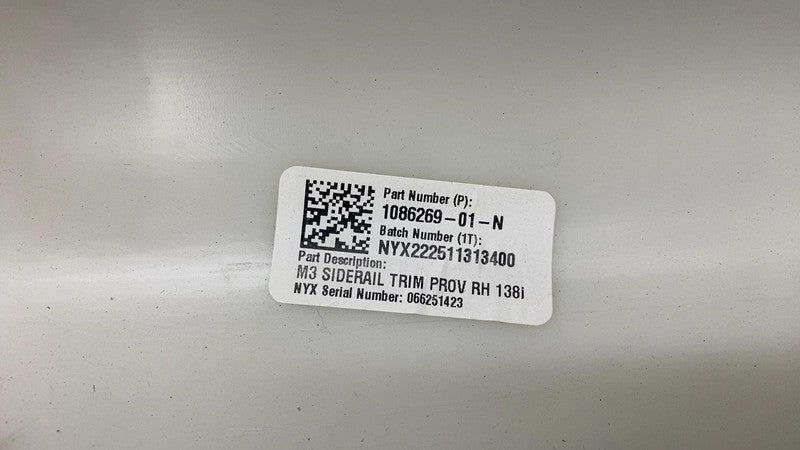 Part Number (P):
1086269-01-N
Batch Number (1T):
NYX222511313400
Part Description:
M3 SIDERAIL TRIM PROV RH 138i
NYX Serial Number: 066251423